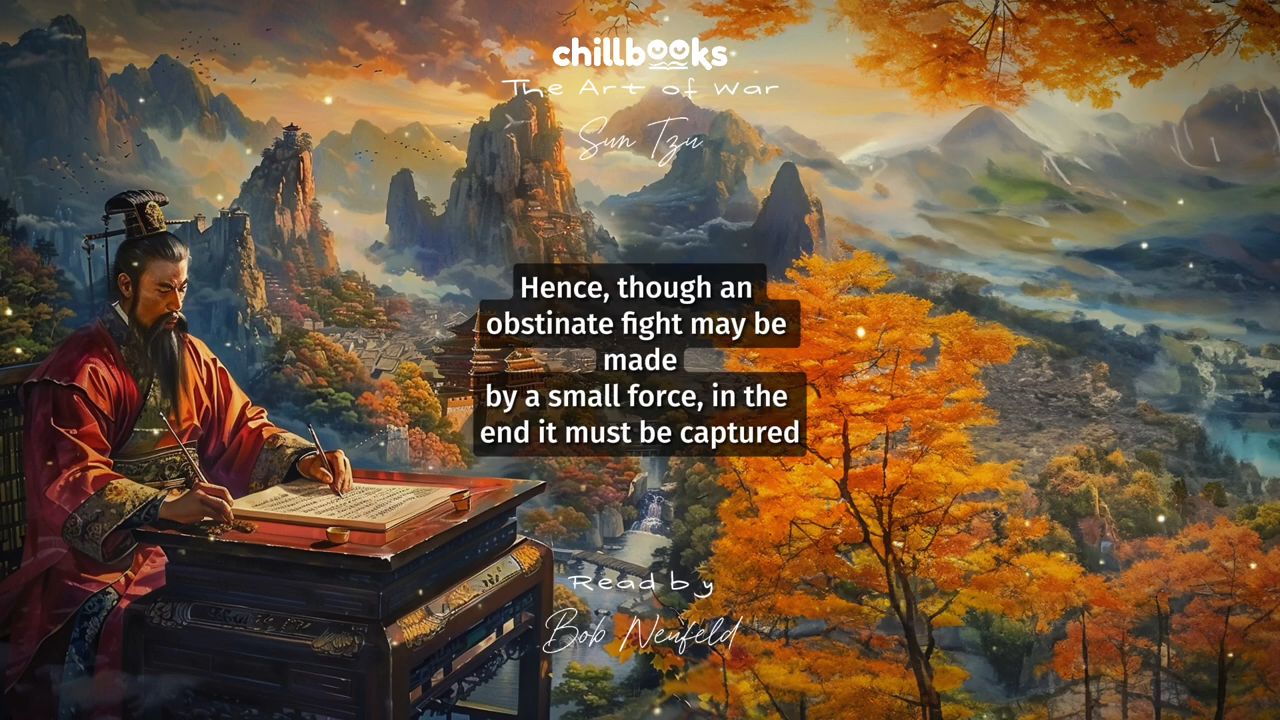 chillbooks
The Art of War
Sun Tzu
Hence, though an
obstinate fight may be
made
by a small force, in the
end it must be captured
Read by
Bob Neufeld